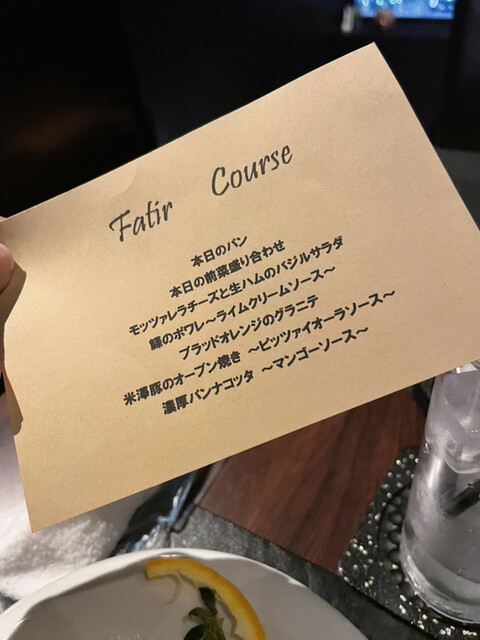 Fatir Course
本日のパン
本日の前菜盛り合わせ
モッツァレラチーズと生ハムのバジルサラダ
鱒のポワレ～ライムクリームソース～
ブラッドオレンジのグラニテ
米澤豚のオーブン焼き ～ピッツァイオーラソース～
濃厚パンナコッタ ～マンゴーソース～